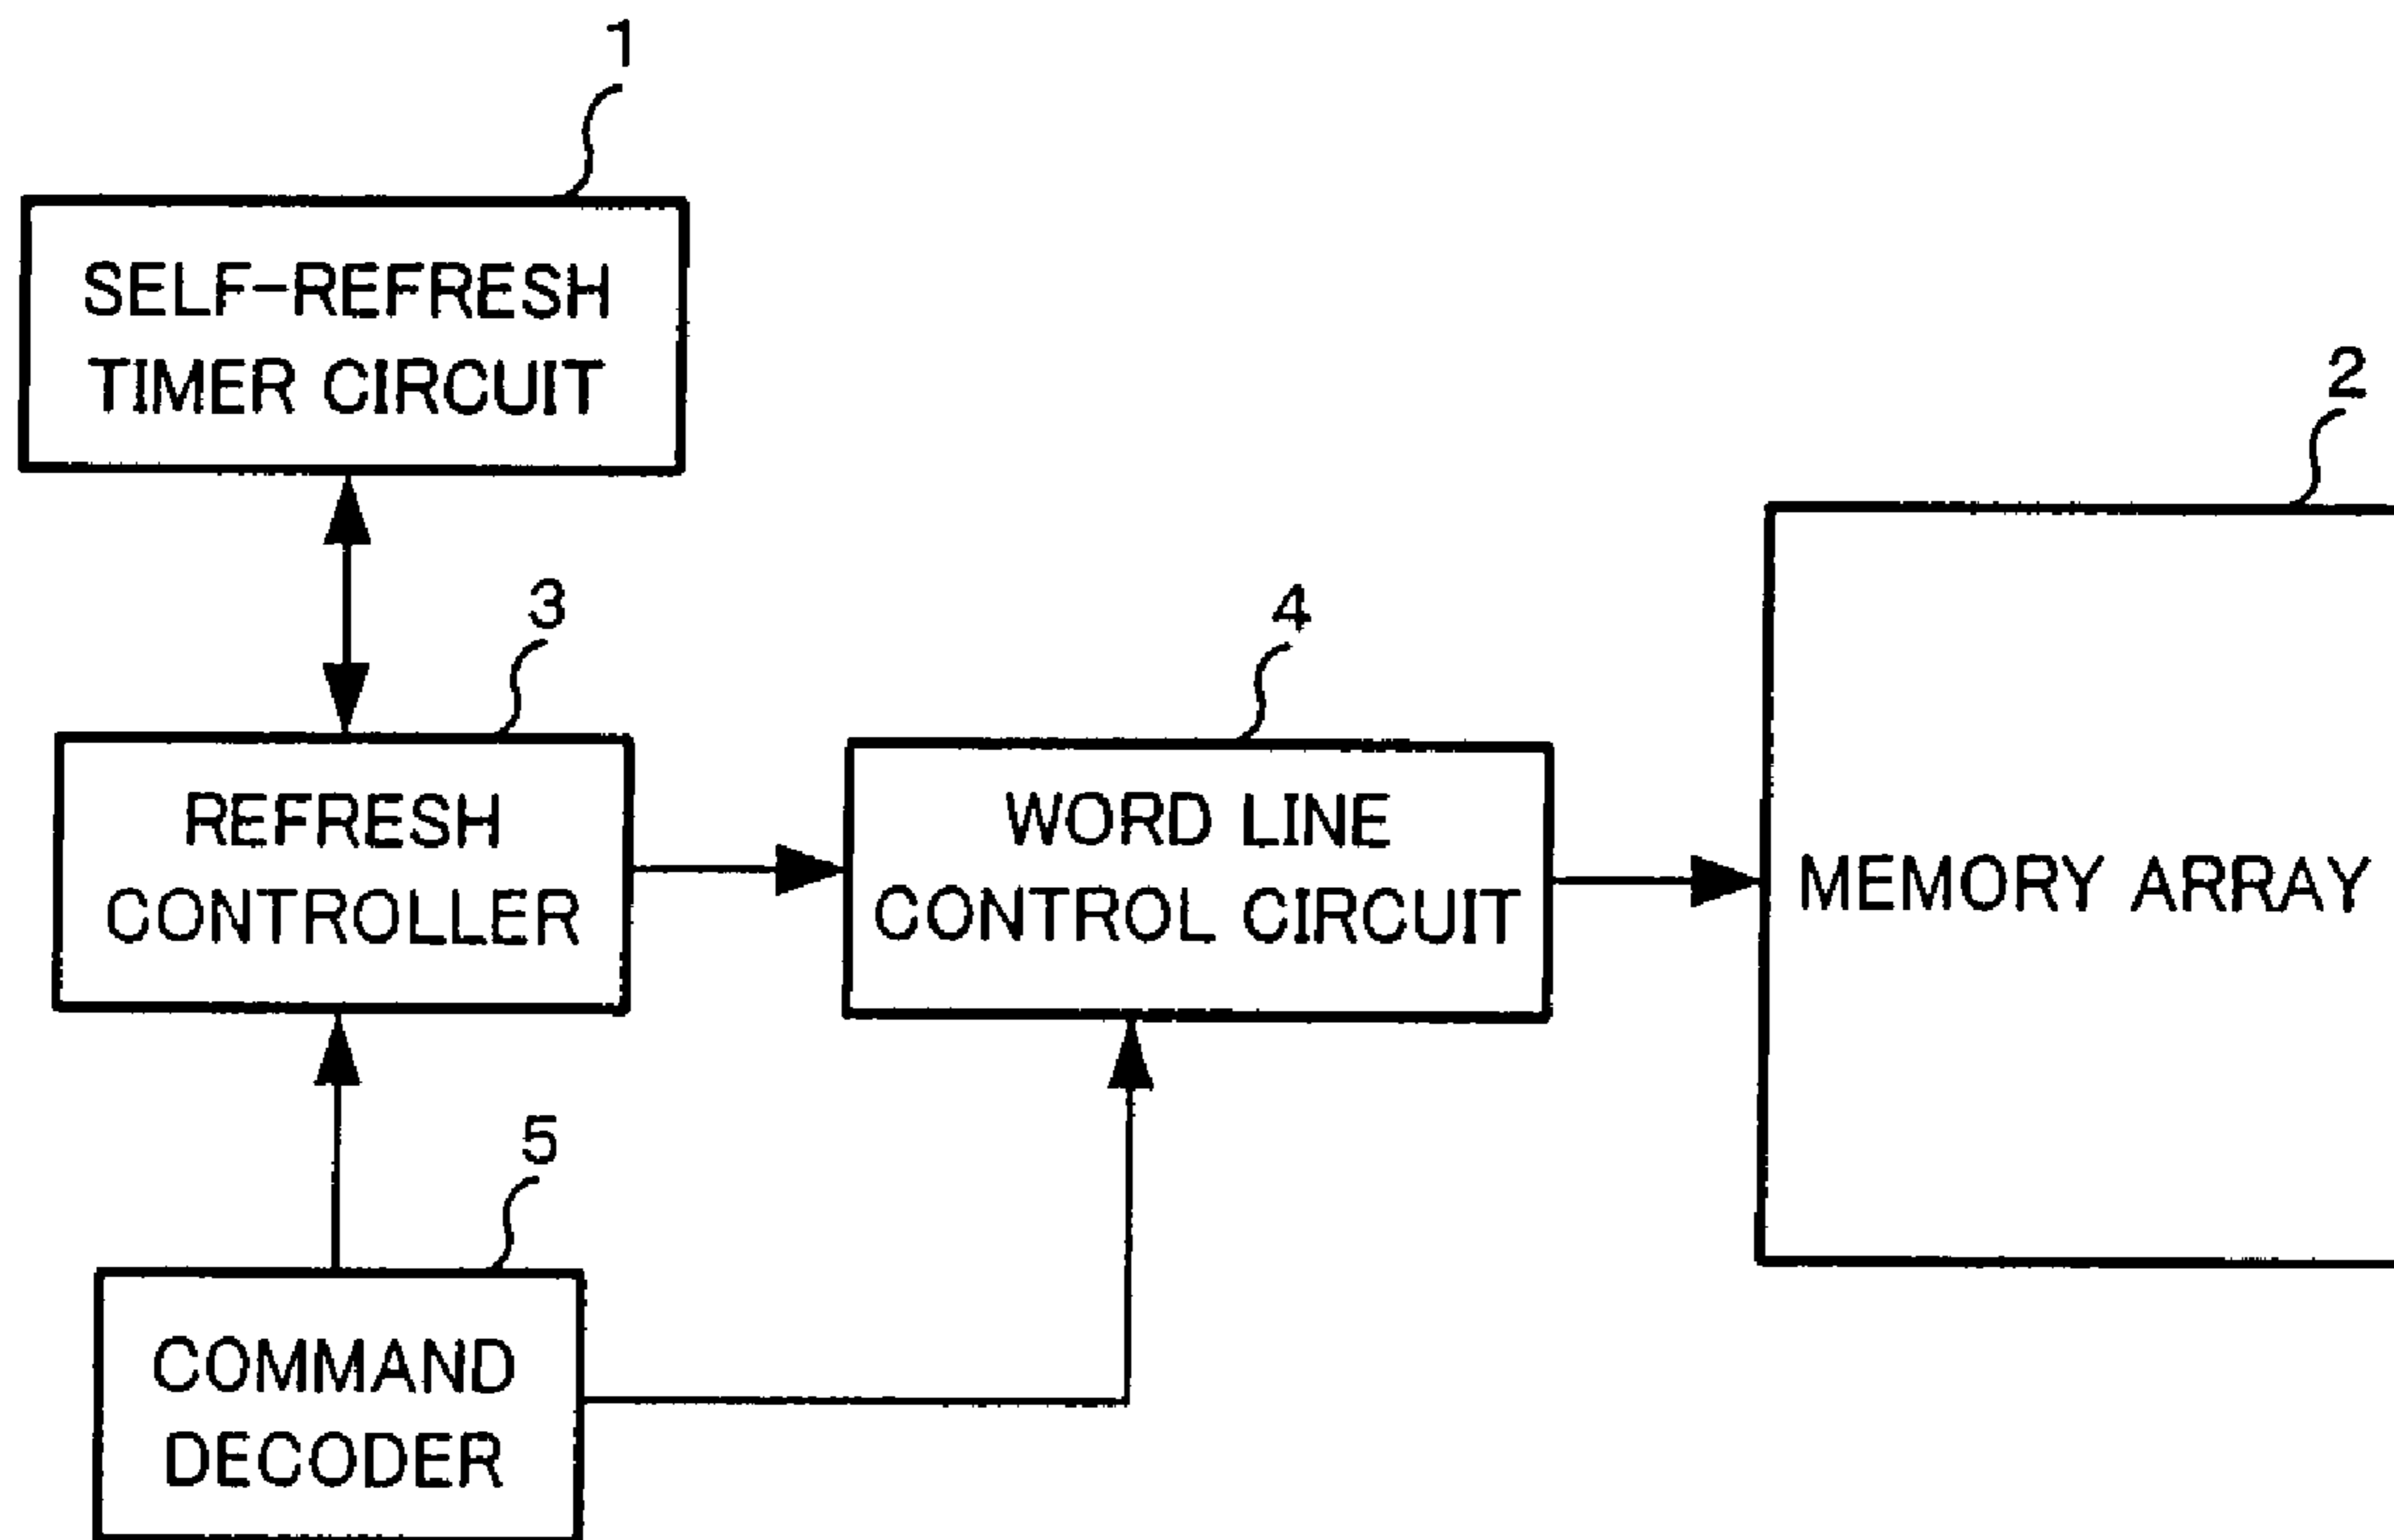 1
SELF-REFRESH
TIMER CIRCUIT
2
3
REFRESH
CONTROLLER
4
WORD LINE
CONTROL CIRCUIT
MEMORY ARRAY
5
COMMAND
DECODER